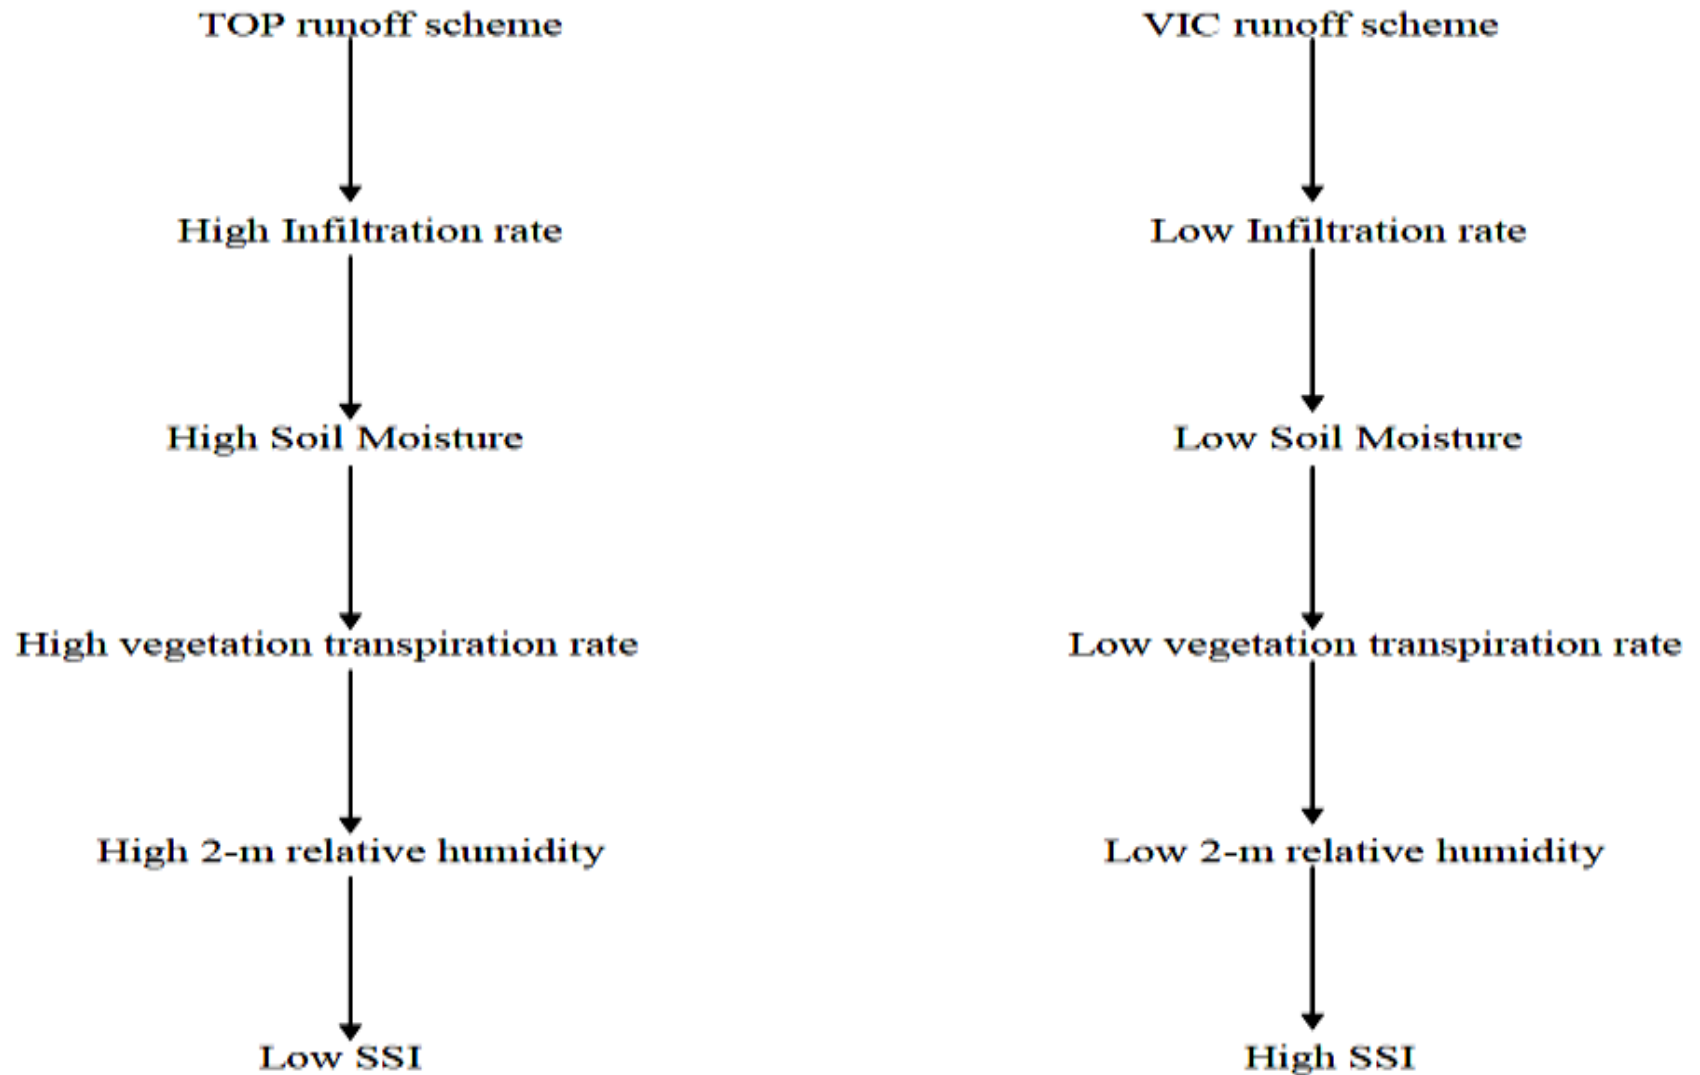 TOP runoff scheme
High Infiltration rate
High Soil Moisture
High vegetation transpiration rate
High 2-m relative humidity
Low SSI
VIC runoff scheme
Low Infiltration rate
Low Soil Moisture
Low vegetation transpiration rate
Low 2-m relative humidity
High SSI